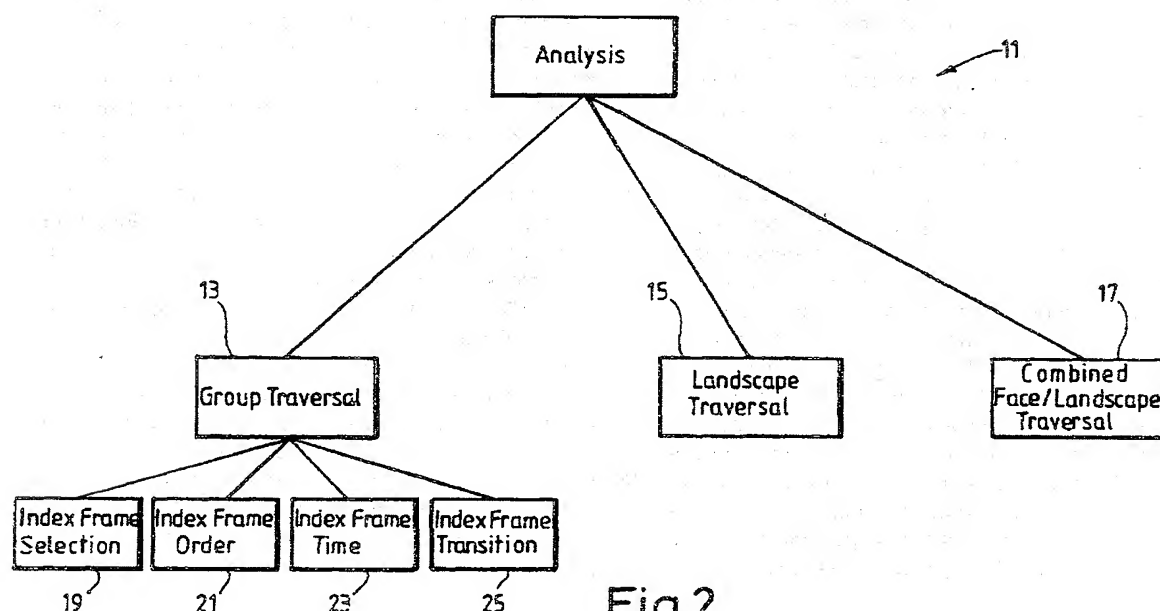 Analysis
11
13
15
17
Group Traversal
Landscape
Traversal
Combined
Face/Landscape
Traversal
Index Frame
Selection
Index Frame
Order
Index Frame
Time
Index Frame
Transition
19
21
23
25
Fig.2